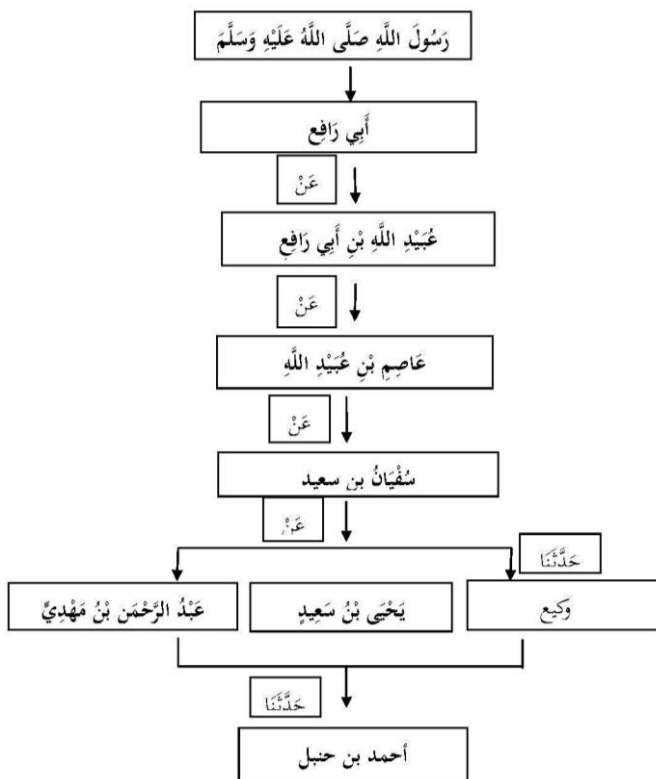 رَسُولَ اللَّهِ صَلَّى اللَّهُ عَلَيْهِ وَسَلَّمَ
أَبِي رَافِعٍ
عَنْ
عُبَيْدِ اللَّهِ بْنِ أَبِي رَافِعٍ
عَنْ
عَاصِمِ بْنِ عُبَيْدِ اللَّهِ
عَنْ
سُفْيَانُ بن سعيد
عَنْ
حَدَّثَنَا
وكيع
يَحْيَى بْنُ سَعِيدٍ
عَبْدُ الرَّحْمَن بْنُ مَهْدِيٍّ
حَدَّثَنَا
أحمد بن حنبل